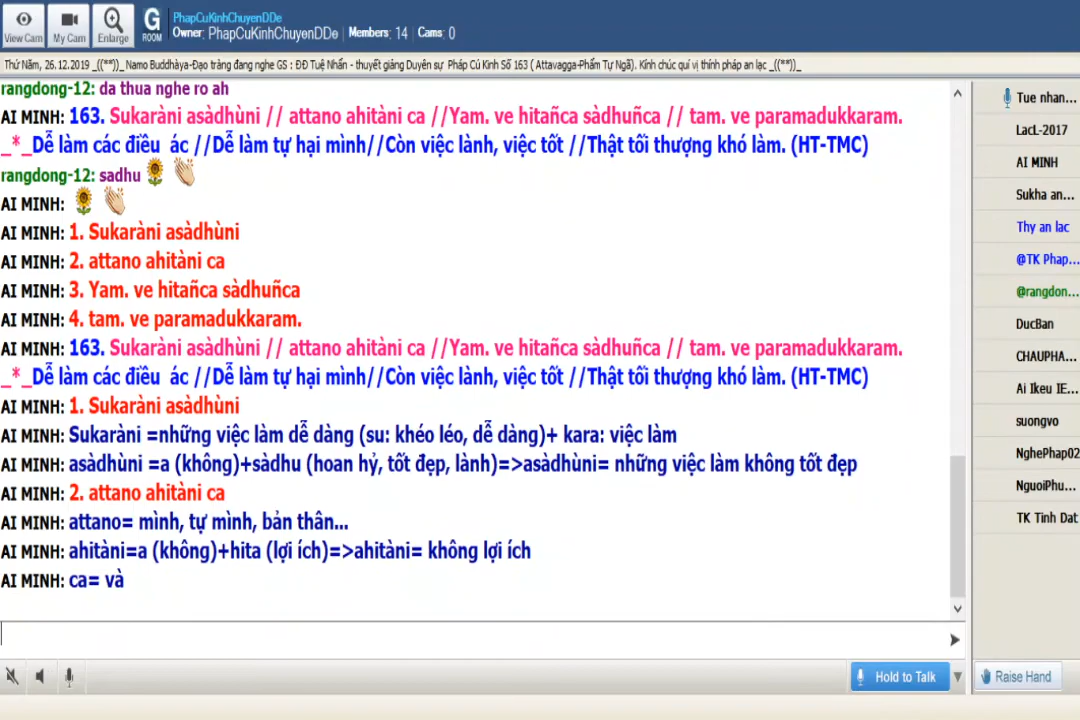 View Cam My Cam Enlarge G ROOM
PhapCuKinhChuyenDDe
Owner: PhapCuKinhChuyenDDe Members: 14 Cams: 0
Thứ Năm, 26.12.2019 _((**))_ Namo Buddhàya-Đạo tràng đang nghe GS : ĐĐ Tuệ Nhẫn - thuyết giảng Duyên sự Pháp Cú Kinh Số 163 ( Attavagga-Phẩm Tự Ngã). Kính chúc quí vị thính pháp an lạc _((**))_
rangdong-12: da thua nghe ro ah
AI MINH: 163. Sukaràni asàdhùni // attano ahitàni ca //Yam. ve hitañca sàdhuñca // tam. ve paramadukkaram.
_*_Dễ làm các điều ác //Dễ làm tự hại mình//Còn việc lành, việc tốt //Thật tối thượng khó làm. (HT-TMC)
rangdong-12: sadhu
AI MINH:
AI MINH: 1. Sukaràni asàdhùni
AI MINH: 2. attano ahitàni ca
AI MINH: 3. Yam. ve hitañca sàdhuñca
AI MINH: 4. tam. ve paramadukkaram.
AI MINH: 163. Sukaràni asàdhùni // attano ahitàni ca //Yam. ve hitañca sàdhuñca // tam. ve paramadukkaram.
_*_Dễ làm các điều ác //Dễ làm tự hại mình//Còn việc lành, việc tốt //Thật tối thượng khó làm. (HT-TMC)
AI MINH: 1. Sukaràni asàdhùni
AI MINH: Sukaràni =những việc làm dễ dàng (su: khéo léo, dễ dàng)+ kara: việc làm
AI MINH: asàdhùni =a (không)+sàdhu (hoan hỷ, tốt đẹp, lành)=>asàdhùni= những việc làm không tốt đẹp
AI MINH: 2. attano ahitàni ca
AI MINH: attano= mình, tự mình, bản thân...
AI MINH: ahitàni=a (không)+hita (lợi ích)=>ahitàni= không lợi ích
AI MINH: ca= và
Tue nhan...
LacL-2017
AI MINH
Sukha an...
Thy an lac
@TK Phap...
@rangdon...
DucBan
CHAUPHA...
Ai Ikeu IE...
suongvo
NghePhap02
NguoiPhu...
TK Tinh Dat
Hold to Talk
Raise Hand